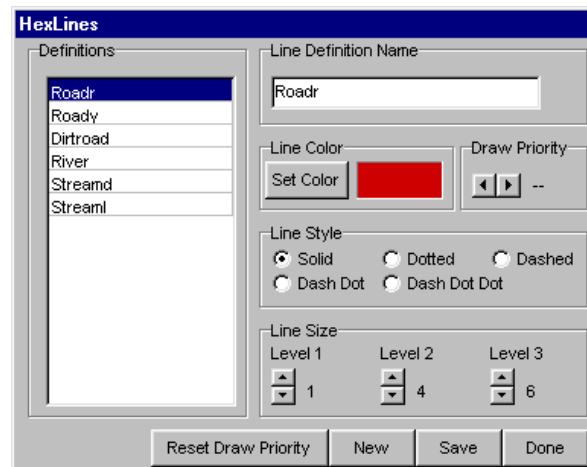 HexLines
Definitions
Roadr
Roady
Dirtroad
River
Streamd
Streaml
Line Definition Name
Roadr
Line Color
Set Color
Draw Priority
--
Line Style
Solid Dotted Dashed
Dash Dot Dash Dot Dot
Line Size
Level 1 Level 2 Level 3
1 4 6
Reset Draw Priority New Save Done